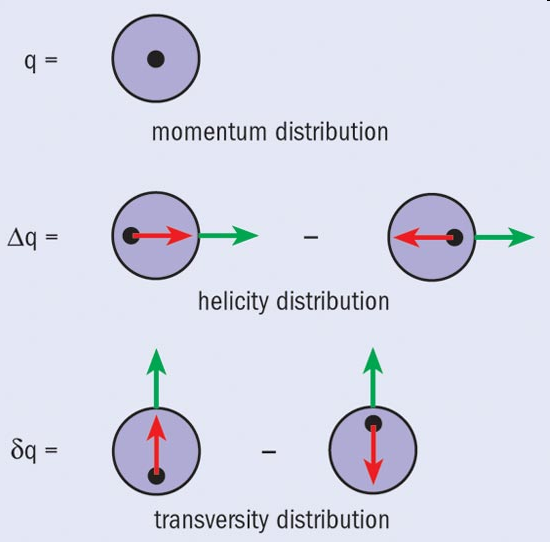 q =
momentum distribution
Δq = –
helicity distribution
δq = –
transversity distribution